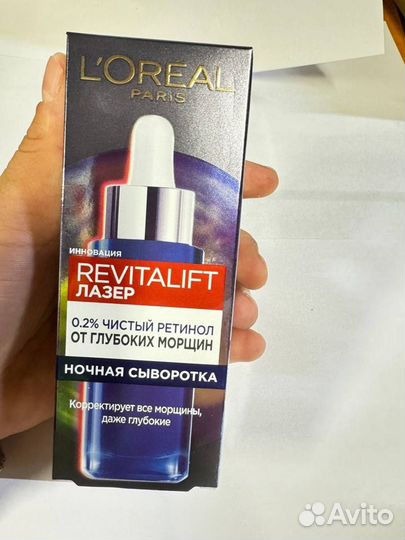 L'ORÉAL
PARIS
ИННОВАЦИЯ
REVITALIFT
ЛАЗЕР
0.2% ЧИСТЫЙ РЕТИНОЛ
ОТ ГЛУБОКИХ МОРЩИН
НОЧНАЯ СЫВОРОТКА
Корректирует все морщины,
даже глубокие
Avito